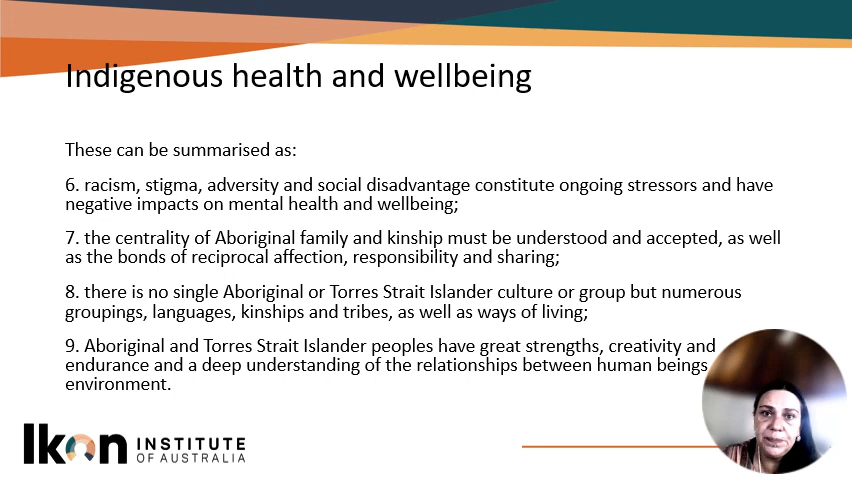 Indigenous health and wellbeing
These can be summarised as:
6. racism, stigma, adversity and social disadvantage constitute ongoing stressors and have
negative impacts on mental health and wellbeing;
7. the centrality of Aboriginal family and kinship must be understood and accepted, as well
as the bonds of reciprocal affection, responsibility and sharing;
8. there is no single Aboriginal or Torres Strait Islander culture or group but numerous
groupings, languages, kinships and tribes, as well as ways of living;
9. Aboriginal and Torres Strait Islander peoples have great strengths, creativity and
endurance and a deep understanding of the relationships between human beings
environment.
Ikon INSTITUTE
OF AUSTRALIA